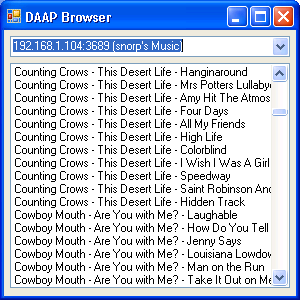 DAAP Browser
192.168.1.104:3689 (snorp's Music)
Counting Crows - This Desert Life - Hanginaround
Counting Crows - This Desert Life - Mrs Potters Lullaby
Counting Crows - This Desert Life - Amy Hit The Atmos
Counting Crows - This Desert Life - Four Days
Counting Crows - This Desert Life - All My Friends
Counting Crows - This Desert Life - High Life
Counting Crows - This Desert Life - Colorblind
Counting Crows - This Desert Life - I Wish I Was A Girl
Counting Crows - This Desert Life - Speedway
Counting Crows - This Desert Life - Saint Robinson And
Counting Crows - This Desert Life - Hidden Track
Cowboy Mouth - Are You with Me? - Laughable
Cowboy Mouth - Are You with Me? - How Do You Tell
Cowboy Mouth - Are You with Me? - Jenny Says
Cowboy Mouth - Are You with Me? - Louisiana Lowdow
Cowboy Mouth - Are You with Me? - Man on the Run
Cowboy Mouth - Are You with Me? - Take It Out on Me